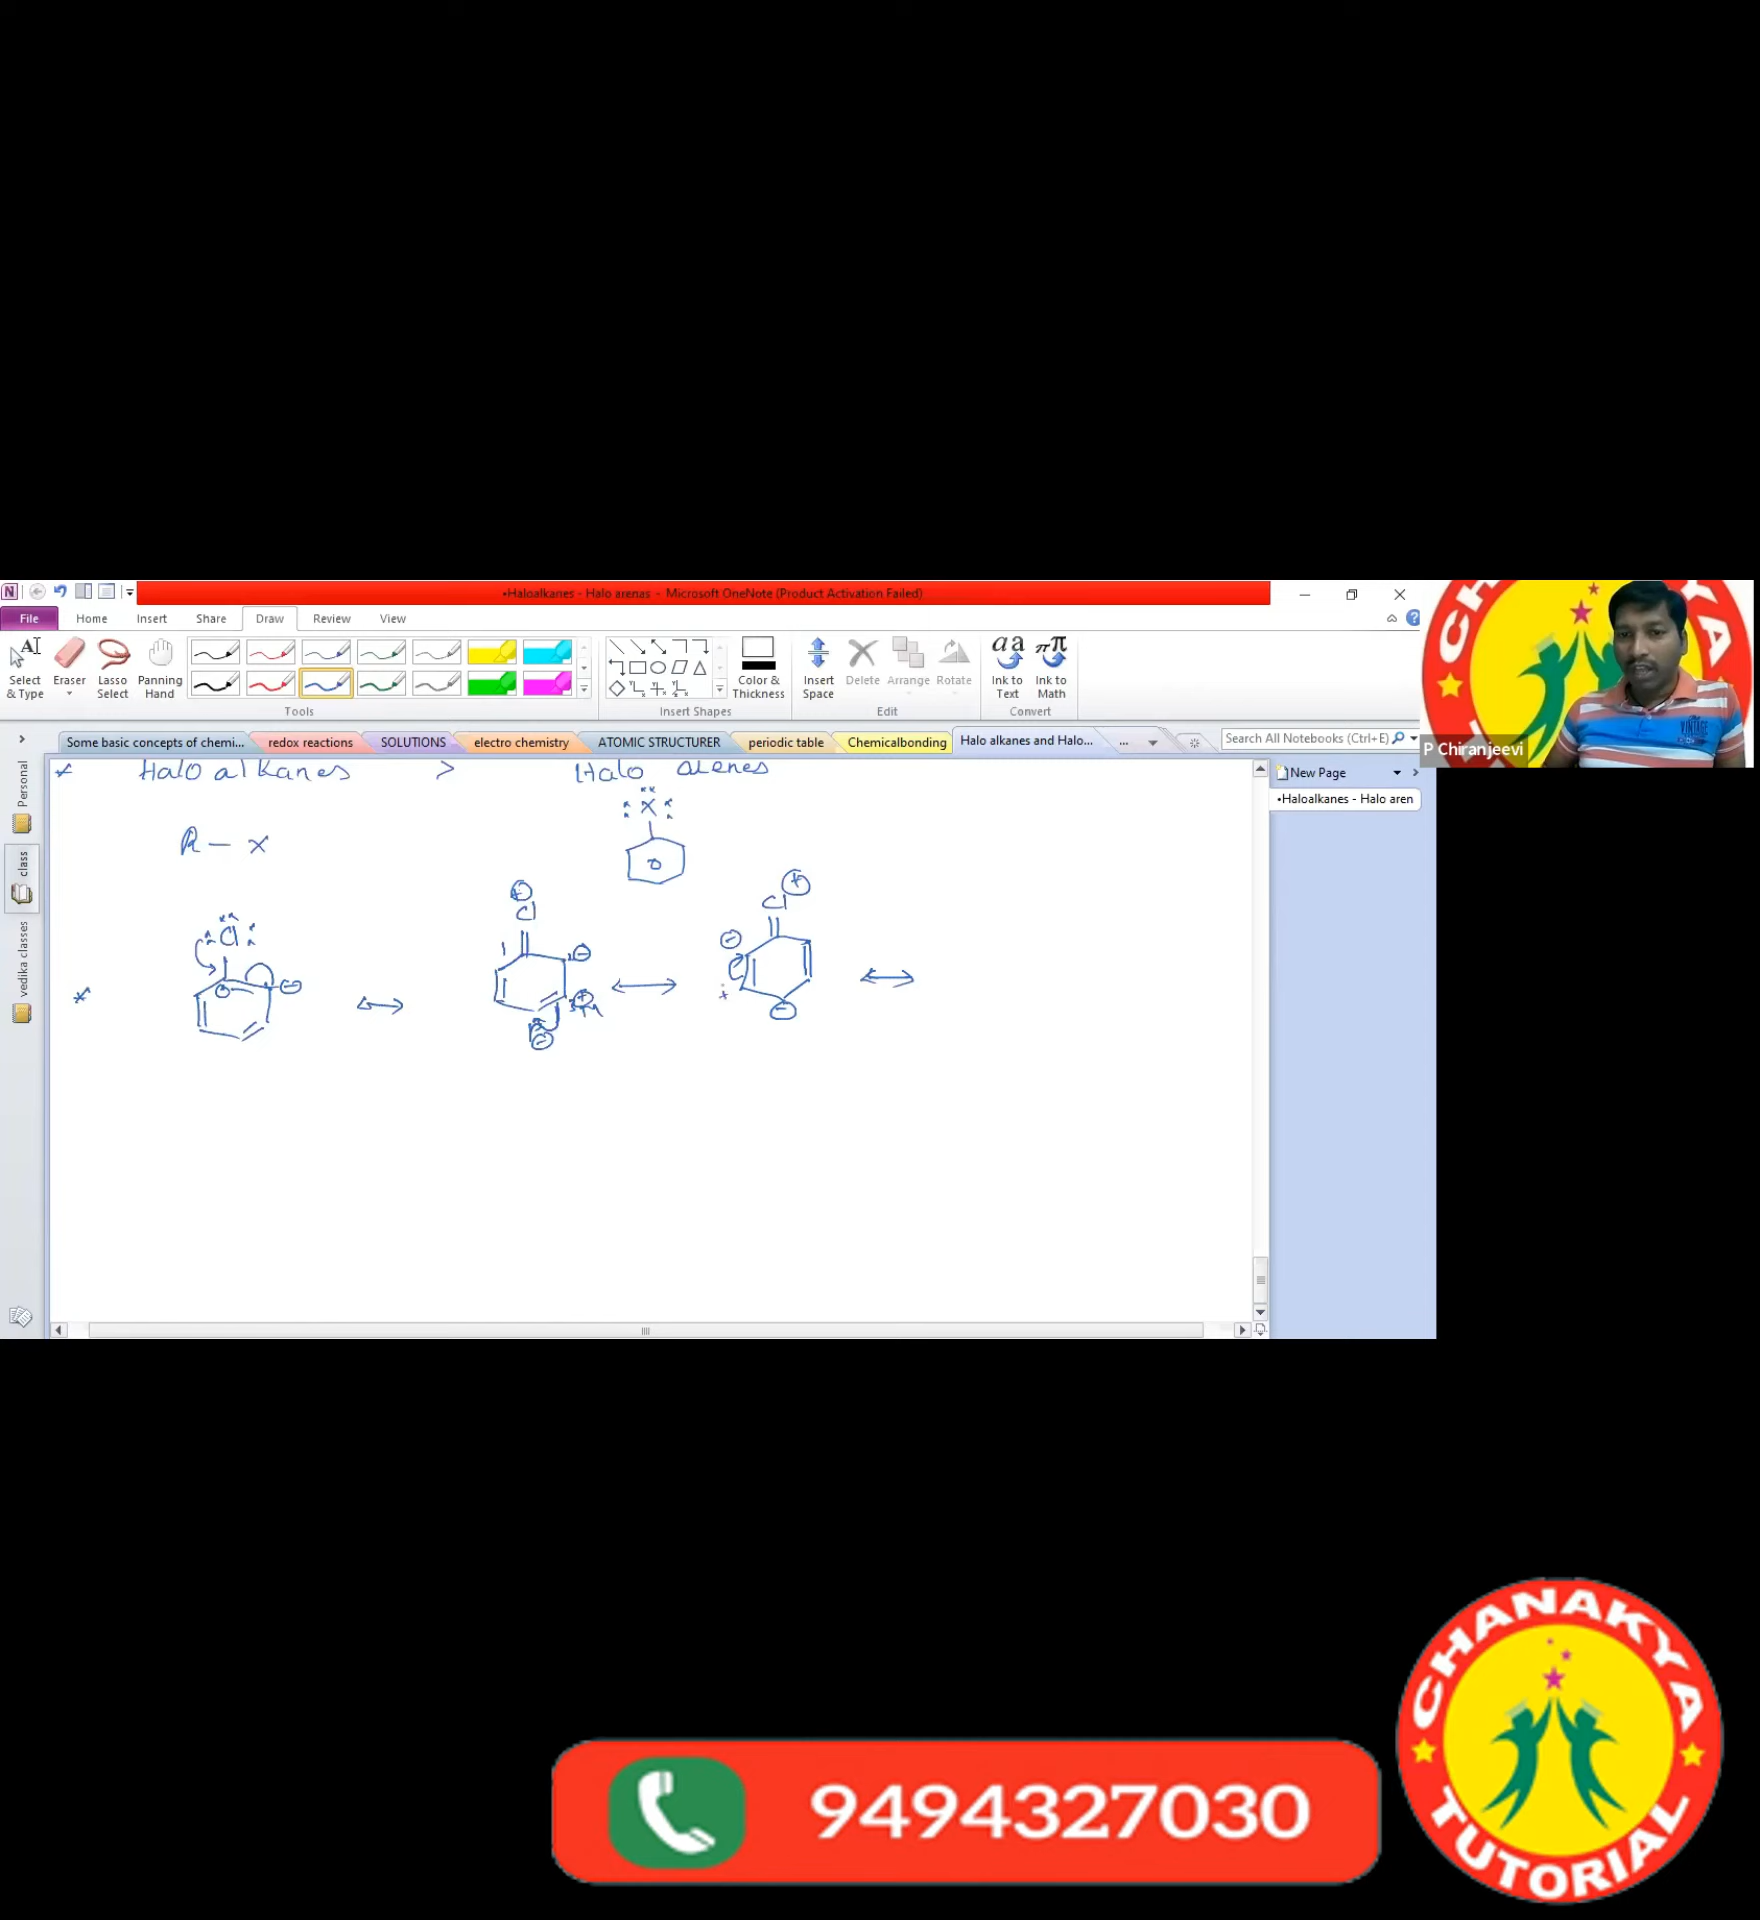 •Haloalkanes - Halo arenas - Microsoft OneNote (Product Activation Failed)
File Home Insert Share Draw Review View
Select & Type
Eraser
Lasso Select
Panning Hand
Tools
Insert Shapes
Color & Thickness
Insert Space
Delete
Arrange
Rotate
Edit
Ink to Text
Ink to Math
Convert
Some basic concepts of chemi... redox reactions SOLUTIONS electro chemistry ATOMIC STRUCTURER periodic table Chemicalbonding Halo alkanes and Halo... ... Search All Notebooks (Ctrl+E)
P Chiranjeevi
New Page
•Haloalkanes - Halo aren
Personal
class
vedika classes
Halo alkanes > Halo arenes
X
R — X
Cl
Cl
Cl
CHANAKYA TUTORIAL
9494327030